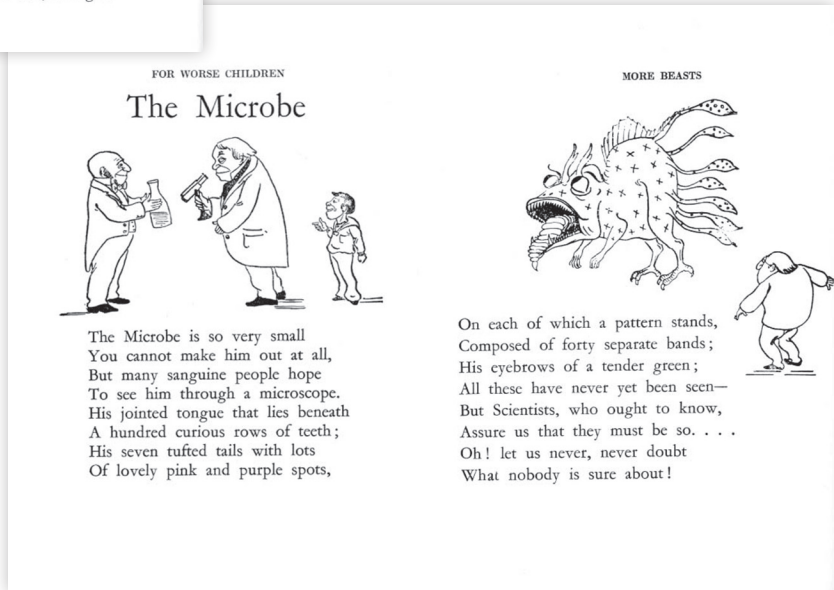 FOR WORSE CHILDREN
The Microbe
The Microbe is so very small
You cannot make him out at all,
But many sanguine people hope
To see him through a microscope.
His jointed tongue that lies beneath
A hundred curious rows of teeth;
His seven tufted tails with lots
Of lovely pink and purple spots,
MORE BEASTS
On each of which a pattern stands,
Composed of forty separate bands;
His eyebrows of a tender green;
All these have never yet been seen—
But Scientists, who ought to know,
Assure us that they must be so. . . .
Oh! let us never, never doubt
What nobody is sure about!